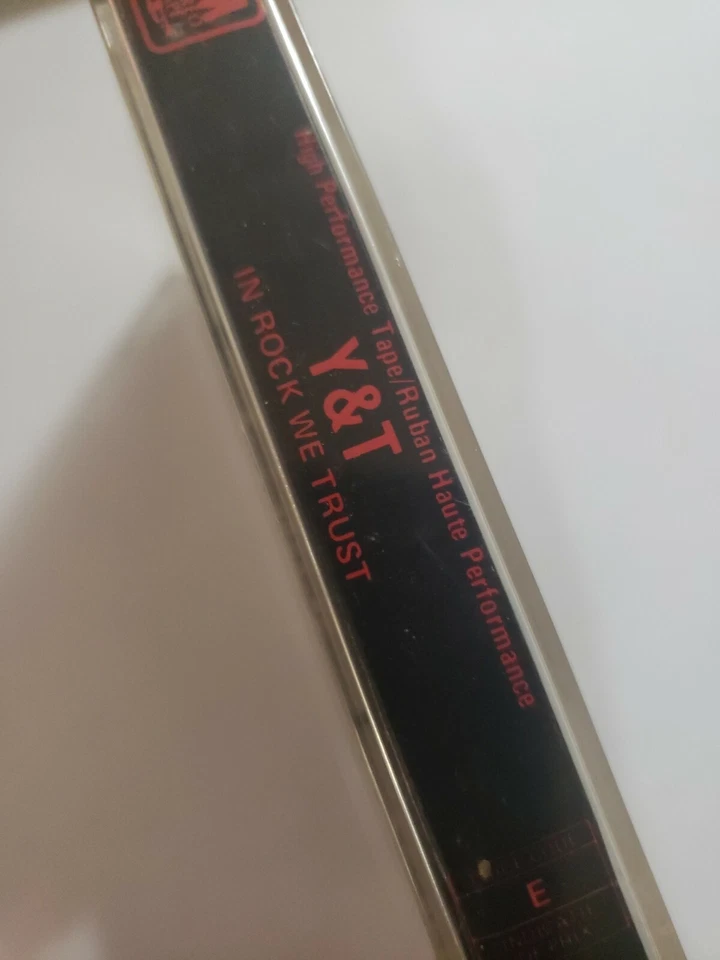 High Performance Tape/Ruban Haute Performance
Y&T
IN ROCK WE TRUST
E